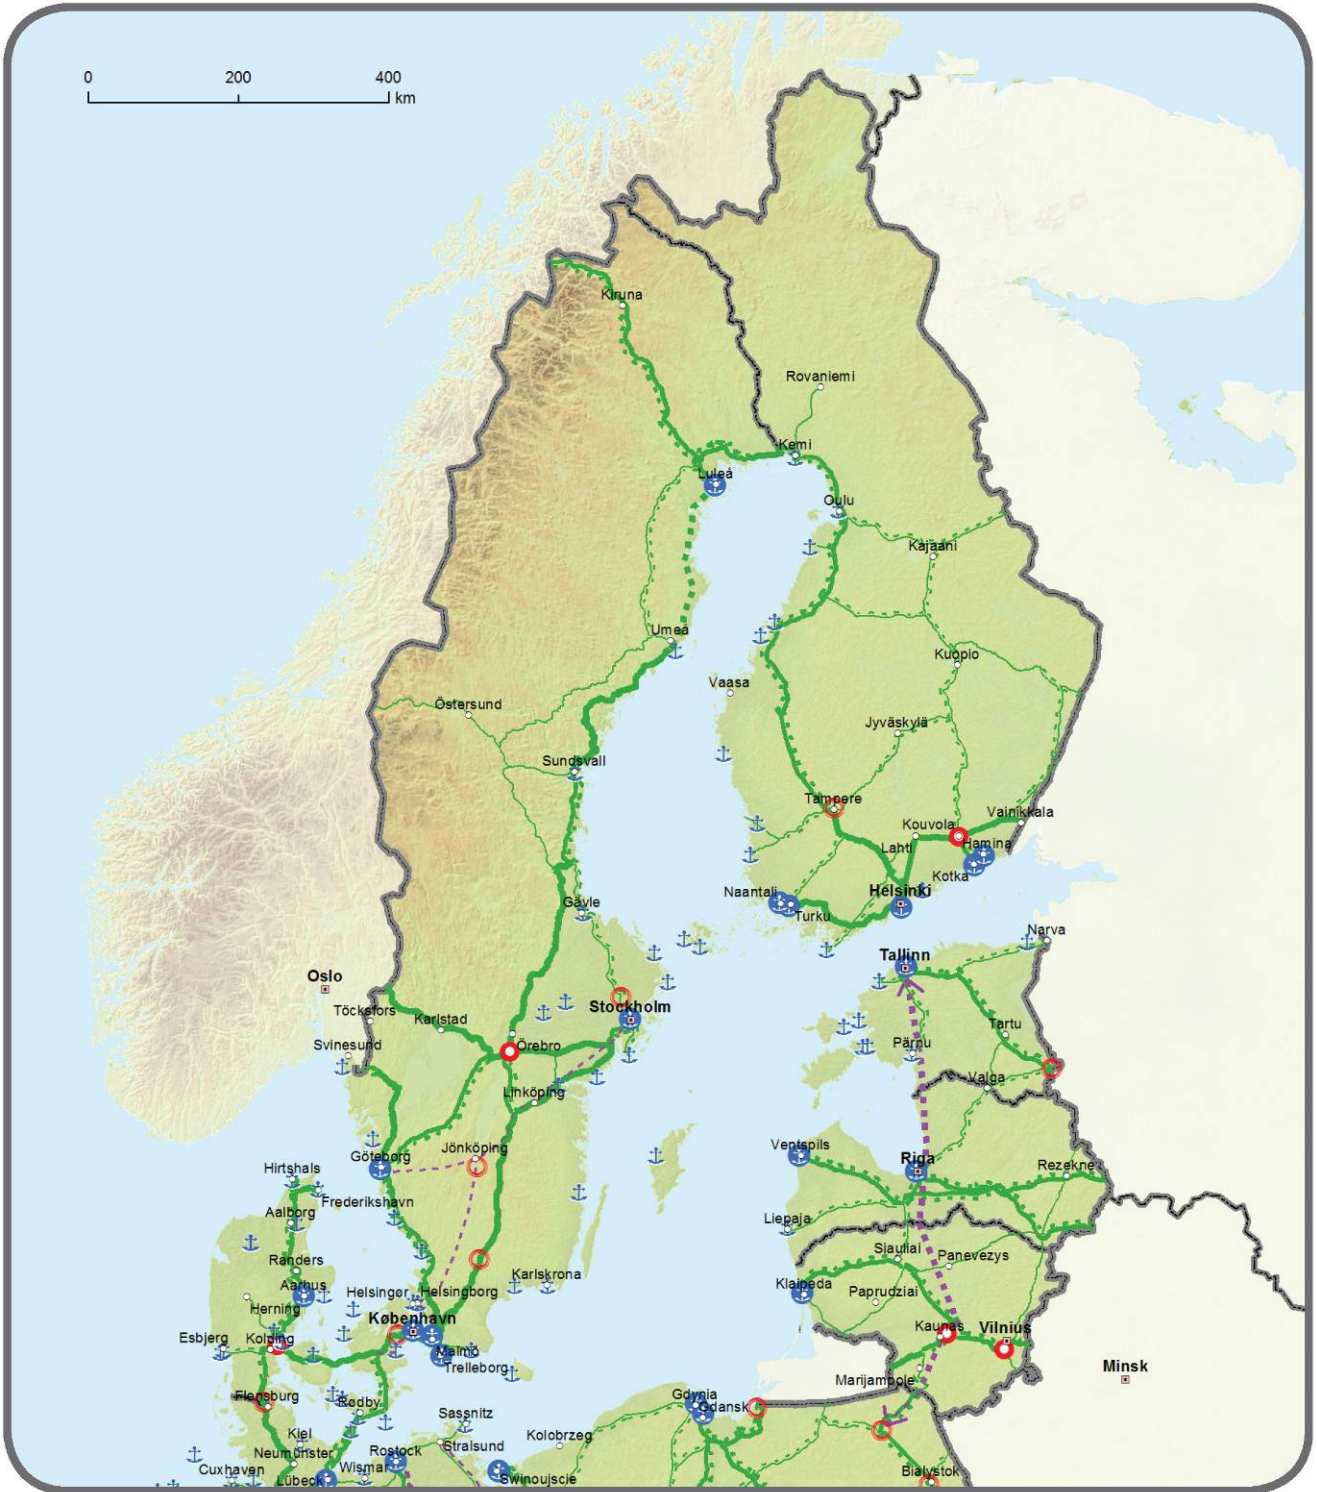 0 200 400
km
Kiruna
Rovaniemi
Kemi
Luleå
Oulu
Kajaani
Umeå
Kuopio
Vaasa
Östersund
Jyväskylä
Sundsvall
Tampere
Vainikkala
Kouvola
Hamina
Lahti
Kotka
Naantali
Helsinki
Gävle
Turku
Narva
Tallinn
Oslo
Stockholm
Töcksfors
Karlstad
Tartu
Svinesund
Örebro
Pärnu
Valga
Linköping
Jönköping
Ventspils
Göteborg
Riga
Rezekne
Hirtshals
Frederikshavn
Aalborg
Liepaja
Siauliai
Panevezys
Randers
Karlskrona
Aarhus
Helsingør
Helsingborg
Klaipeda
Paprudziai
Herning
København
Kaunas
Vilnius
Esbjerg
Kolding
Malmö
Trelleborg
Minsk
Marijampole
Flensburg
Gdynia
Rødby
Gdansk
Sassnitz
Kiel
Kolobrzeg
Neumünster
Rostock
Stralsund
Cuxhaven
Wismar
Bialystok
Lübeck
Swinoujscie